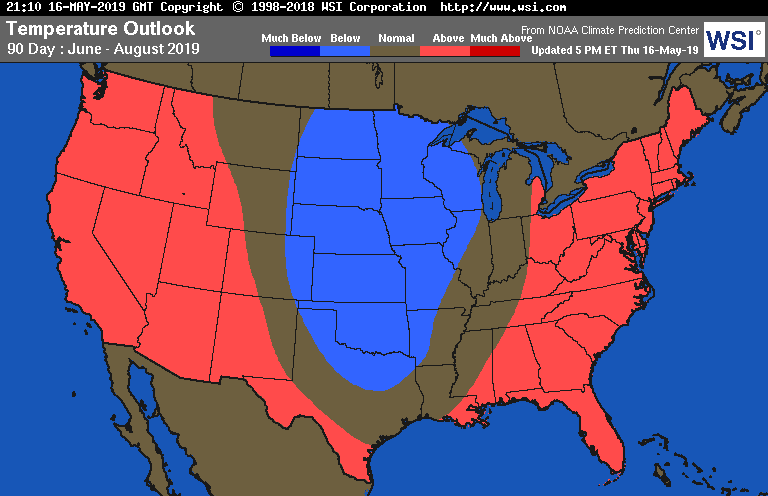 21:10 16-MAY-2019 GMT Copyright © 1998-2018 WSI Corporation http://www.wsi.com
Temperature Outlook
90 Day : June - August 2019
Much Below Below Normal Above Much Above
From NOAA Climate Prediction Center
Updated 5 PM ET Thu 16-May-19
WSI